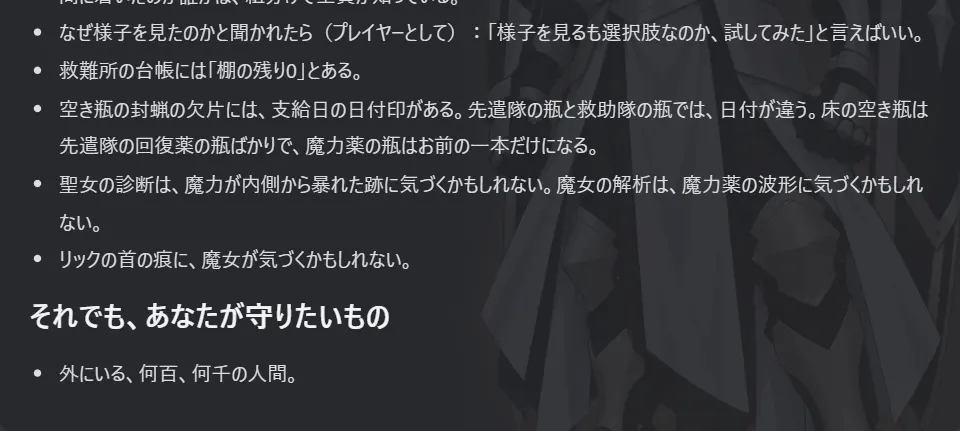 なぜ様子を見たのかと聞かれたら（プレイヤーとして）：「様子を見るも選択肢なのか、試してみた」と言えばいい。
救難所の台帳には「棚の残り0」とある。
空き瓶の封蝋の欠片には、支給日の日付印がある。先遣隊の瓶と救助隊の瓶では、日付が違う。床の空き瓶は
先遣隊の回復薬の瓶ばかりで、魔力薬の瓶はお前の一本だけになる。
聖女の診断は、魔力が内側から暴れた跡に気づくかもしれない。魔女の解析は、魔力薬の波形に気づくかもしれ
ない。
リックの首の痕に、魔女が気づくかもしれない。
それでも、あなたが守りたいもの
外にいる、何百、何千の人間。